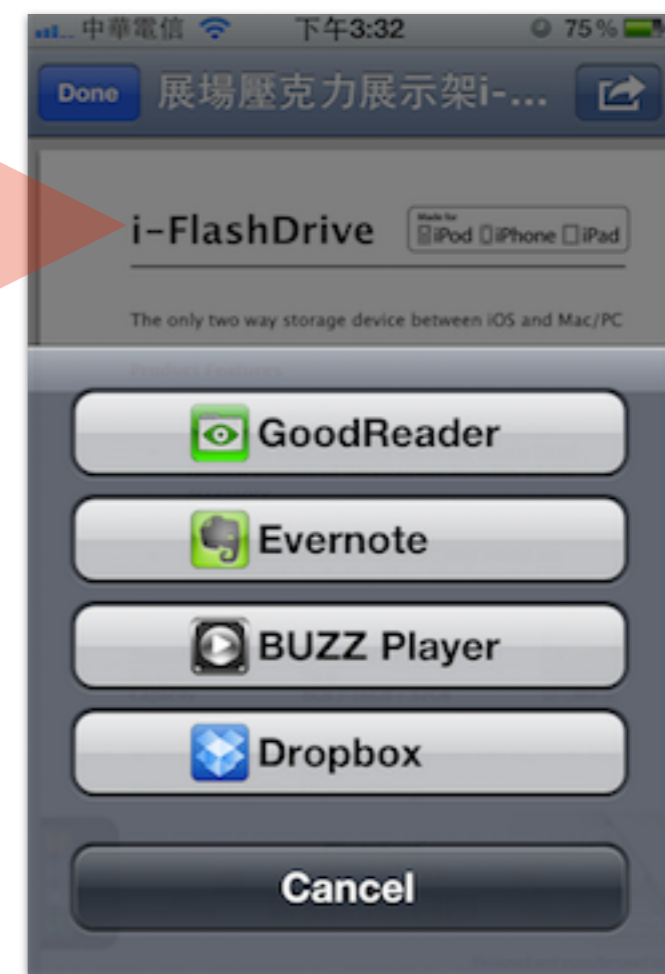 中華電信 下午3:32 75%
Done 展場壓克力展示架i-...
i-FlashDrive Made for iPod iPhone iPad
The only two way storage device between iOS and Mac/PC
Product Features
GoodReader
Evernote
BUZZ Player
Dropbox
Cancel